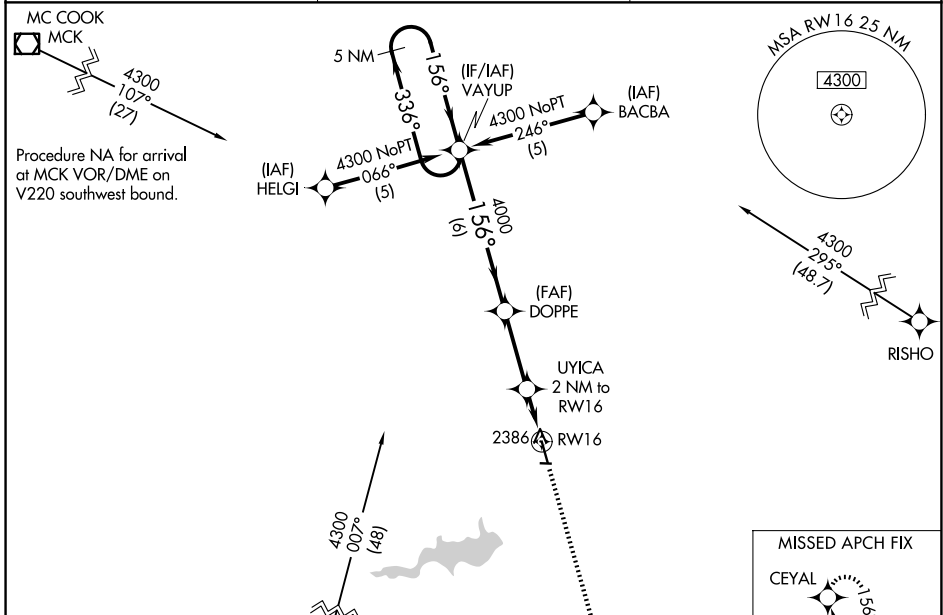 MC COOK
MCK
4300
107°
(27)
Procedure NA for arrival
at MCK VOR/DME on
V220 southwest bound.
5 NM
336°
156°
(IF/IAF)
VAYUP
4300 NoPT
246°
(5)
(IAF)
BACBA
(IAF)
HELGI
4300 NoPT
066°
(5)
MSA RW16 25 NM
4300
4000
156°
(6)
(FAF)
DOPPE
4300
295°
(48.7)
RISHO
UYICA
2 NM to
RW16
2386
RW16
4300
007°
(48)
MISSED APCH FIX
CEYAL
156°